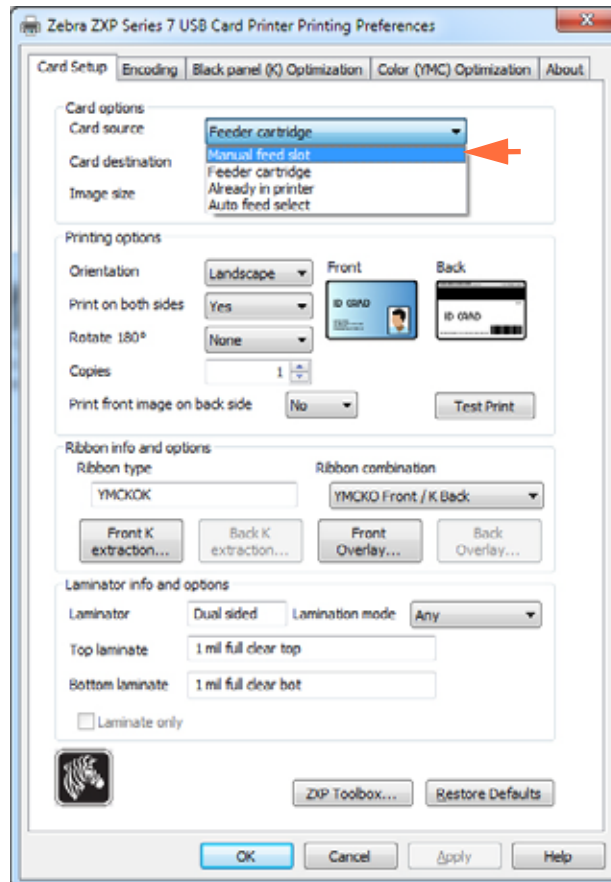 Zebra ZXP Series 7 USB Card Printer Printing Preferences
Card Setup Encoding Black panel (K) Optimization Color (YMC) Optimization About
Card options
Card source Feeder cartridge
Manual feed slot
Card destination
Feeder cartridge
Already in printer
Image size
Auto feed select
Printing options
Orientation Landscape Front Back
Print on both sides Yes
ID CARD
ID CARD
Rotate 180° None
Copies 1
Print front image on back side No Test Print
Ribbon info and options
Ribbon type Ribbon combination
YMCKOK YMCKO Front / K Back
Front K extraction... Back K extraction... Front Overlay... Back Overlay...
Laminator info and options
Laminator Dual sided Lamination mode Any
Top laminate 1 mil full clear top
Bottom laminate 1 mil full clear bot
Laminate only
ZXP Toolbox... Restore Defaults
OK Cancel Apply Help